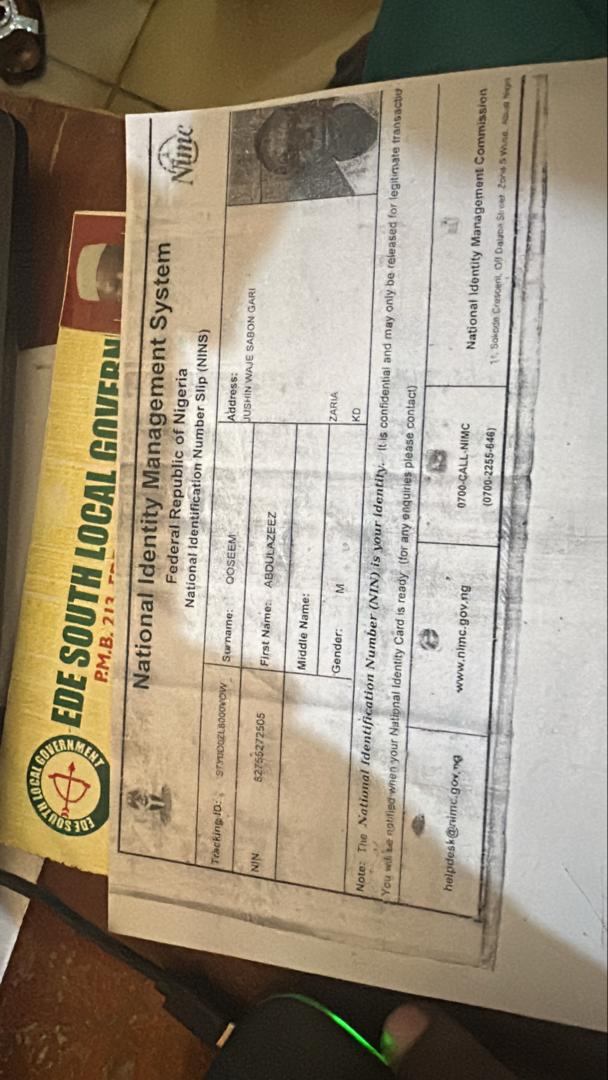 EDE SOUTH LOCAL GOVERN
P.M.B. 213,
EDE SOUTH LOCAL GOVERNMENT
National Identity Management System
Federal Republic of Nigeria
National Identification Number Slip (NINS)
Nimc
Tracking ID:
Surname: OOSEEM
Address:
JUSHIN WAJE SABON GARI
NIN 82755272505
First Name: ABDULAZEEZ
Middle Name:
Gender: M
ZARIA
KD
Note: The National Identification Number (NIN) is your identity. It is confidential and may only be released for legitimate transactio
You will be notified when your National Identity Card is ready (for any enquiries please contact)
helpdesk@nimc.gov.ng
www.nimc.gov.ng
0700-CALL-NIMC
(0700-2255-646)
National Identity Management Commission
11, Sokode Crescent, Off Dalaba Street, Zone 5 Wuse, Abuja